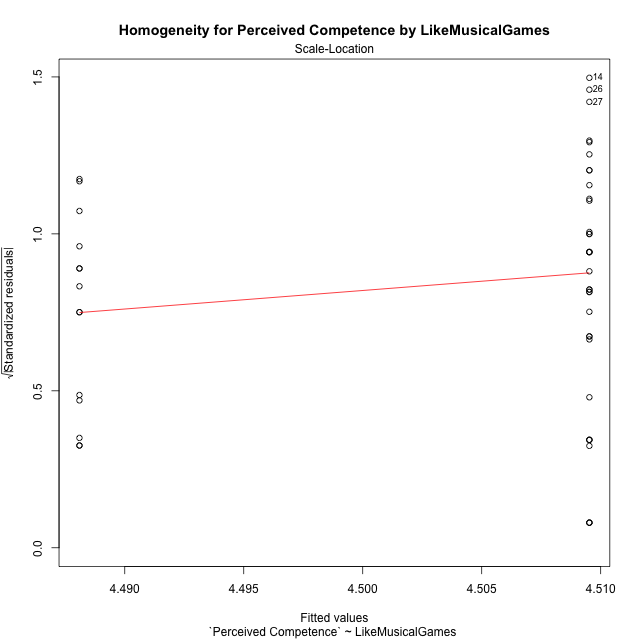 Homogeneity for Perceived Competence by LikeMusicalGames
Scale-Location
1.5
1.0
0.5
0.0
√|Standardized residuals|
14
26
27
4.490
4.495
4.500
4.505
4.510
Fitted values
`Perceived Competence` ~ LikeMusicalGames